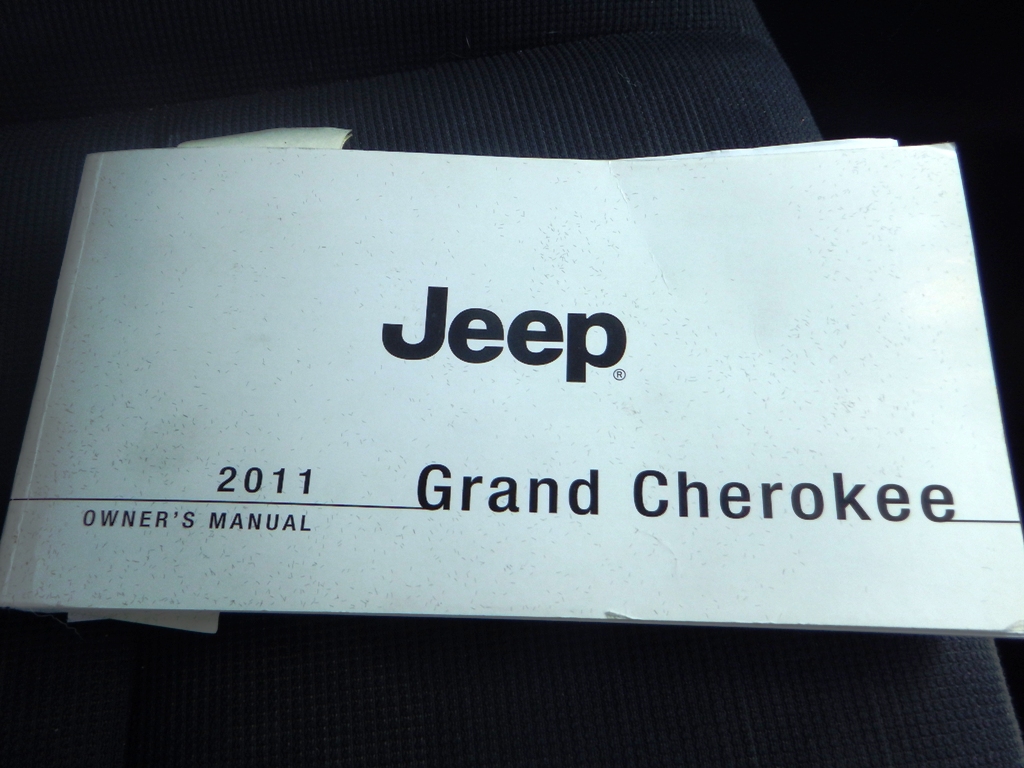 Jeep®
2011
OWNER'S MANUAL
Grand Cherokee